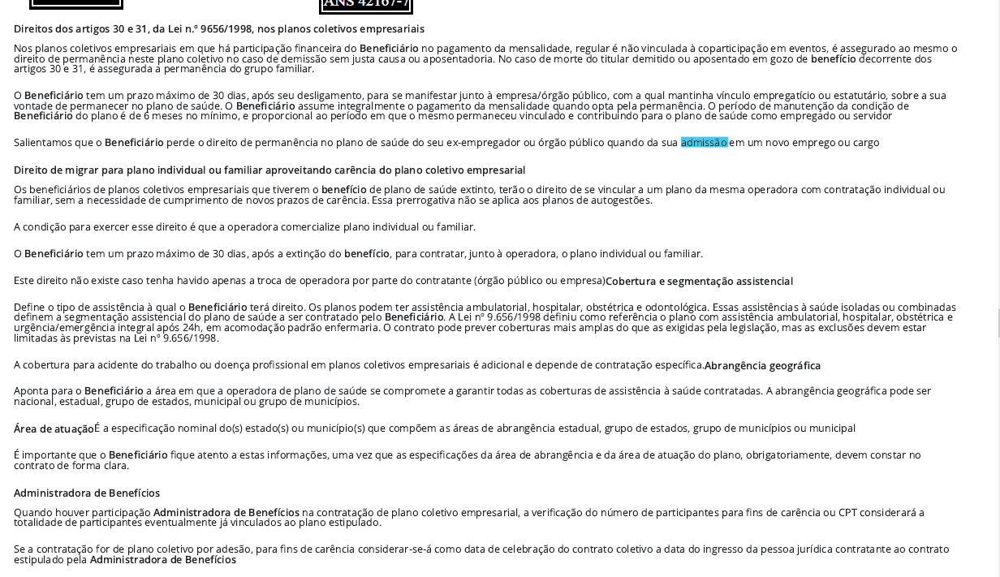 ANS 42167-7
Direitos dos artigos 30 e 31, da Lei n.º 9656/1998, nos planos coletivos empresariais
Nos planos coletivos empresariais em que há participação financeira do Beneficiário no pagamento da mensalidade, regular é não vinculada à coparticipação em eventos, é assegurado ao mesmo o
direito de permanência neste plano coletivo no caso de demissão sem justa causa ou aposentadoria. No caso de morte do titular demitido ou aposentado em gozo de benefício decorrente dos
artigos 30 e 31, é assegurada a permanência do grupo familiar.
O Beneficiário tem um prazo máximo de 30 dias, após seu desligamento, para se manifestar junto à empresa/órgão público, com a qual mantinha vínculo empregatício ou estatutário, sobre a sua
vontade de permanecer no plano de saúde. O Beneficiário assume integralmente o pagamento da mensalidade quando opta pela permanência. O período de manutenção da condição de
Beneficiário do plano é de 6 meses no mínimo, e proporcional ao período em que o mesmo permaneceu vinculado e contribuindo para o plano de saúde como empregado ou servidor
Salientamos que o Beneficiário perde o direito de permanência no plano de saúde do seu ex-empregador ou órgão público quando da sua admissão em um novo emprego ou cargo
Direito de migrar para plano individual ou familiar aproveitando carência do plano coletivo empresarial
Os beneficiários de planos coletivos empresariais que tiverem o benefício de plano de saúde extinto, terão o direito de se vincular a um plano da mesma operadora com contratação individual ou
familiar, sem a necessidade de cumprimento de novos prazos de carência. Essa prerrogativa não se aplica aos planos de autogestões.
A condição para exercer esse direito é que a operadora comercialize plano individual ou familiar.
O Beneficiário tem um prazo máximo de 30 dias, após a extinção do benefício, para contratar, junto à operadora, o plano individual ou familiar.
Este direito não existe caso tenha havido apenas a troca de operadora por parte do contratante (órgão público ou empresa)Cobertura e segmentação assistencial
Define o tipo de assistência à qual o Beneficiário terá direito. Os planos podem ter assistência ambulatorial, hospitalar, obstétrica e odontológica. Essas assistências à saúde isoladas ou combinadas
definem a segmentação assistencial do plano de saúde a ser contratado pelo Beneficiário. A Lei nº 9.656/1998 definiu como referência o plano com assistência ambulatorial, hospitalar, obstétrica e
urgência/emergência integral após 24h, em acomodação padrão enfermaria. O contrato pode prever coberturas mais amplas do que as exigidas pela legislação, mas as exclusões devem estar
limitadas às previstas na Lei nº 9.656/1998.
A cobertura para acidente do trabalho ou doença profissional em planos coletivos empresariais é adicional e depende de contratação específica.Abrangência geográfica
Aponta para o Beneficiário a área em que a operadora de plano de saúde se compromete a garantir todas as coberturas de assistência à saúde contratadas. A abrangência geográfica pode ser
nacional, estadual, grupo de estados, municipal ou grupo de municípios.
Área de atuaçãoÉ a especificação nominal do(s) estado(s) ou município(s) que compõem as áreas de abrangência estadual, grupo de estados, grupo de municípios ou municipal
É importante que o Beneficiário fique atento a estas informações, uma vez que as especificações da área de abrangência e da área de atuação do plano, obrigatoriamente, devem constar no
contrato de forma clara.
Administradora de Benefícios
Quando houver participação Administradora de Benefícios na contratação de plano coletivo empresarial, a verificação do número de participantes para fins de carência ou CPT considerará a
totalidade de participantes eventualmente já vinculados ao plano estipulado.
Se a contratação for de plano coletivo por adesão, para fins de carência considerar-se-á como data de celebração do contrato coletivo a data do ingresso da pessoa jurídica contratante ao contrato
estipulado pela Administradora de Benefícios